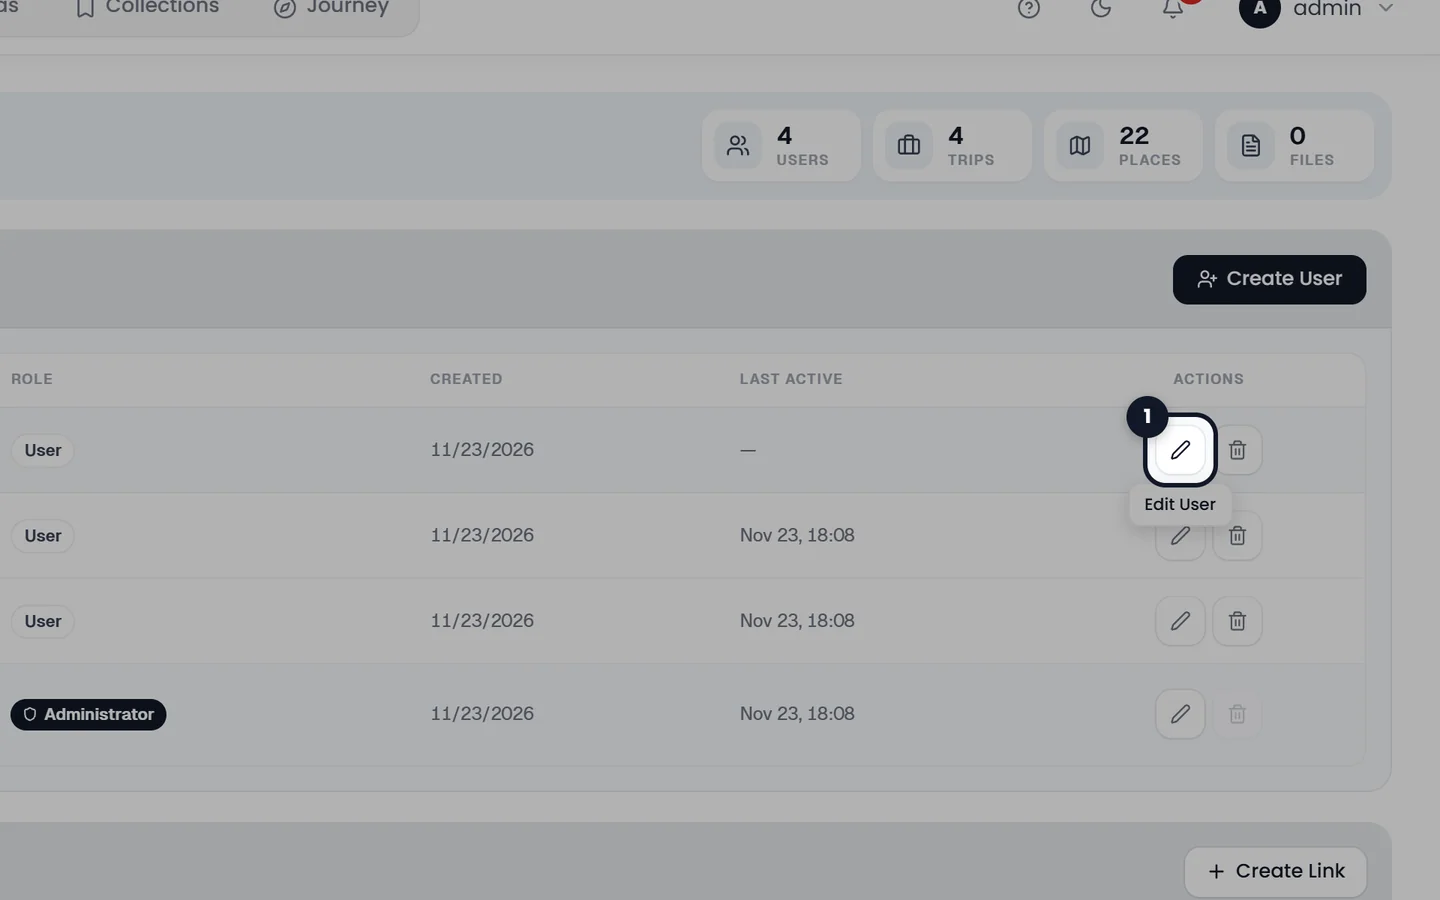 as Collections Journey admin
A
4 USERS
4 TRIPS
22 PLACES
0 FILES
Create User
ROLE CREATED LAST ACTIVE ACTIONS
1
User 11/23/2026 —
Edit User
User 11/23/2026 Nov 23, 18:08
User 11/23/2026 Nov 23, 18:08
Administrator 11/23/2026 Nov 23, 18:08
+ Create Link